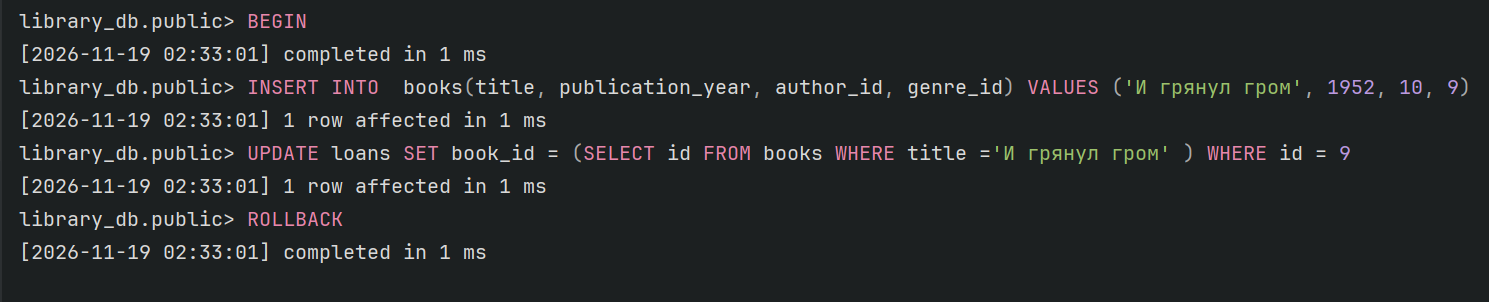 library_db.public> BEGIN
[2026-11-19 02:33:01] completed in 1 ms
library_db.public> INSERT INTO  books(title, publication_year, author_id, genre_id) VALUES ('И грянул гром', 1952, 10, 9)
[2026-11-19 02:33:01] 1 row affected in 1 ms
library_db.public> UPDATE loans SET book_id = (SELECT id FROM books WHERE title ='И грянул гром' ) WHERE id = 9
[2026-11-19 02:33:01] 1 row affected in 1 ms
library_db.public> ROLLBACK
[2026-11-19 02:33:01] completed in 1 ms